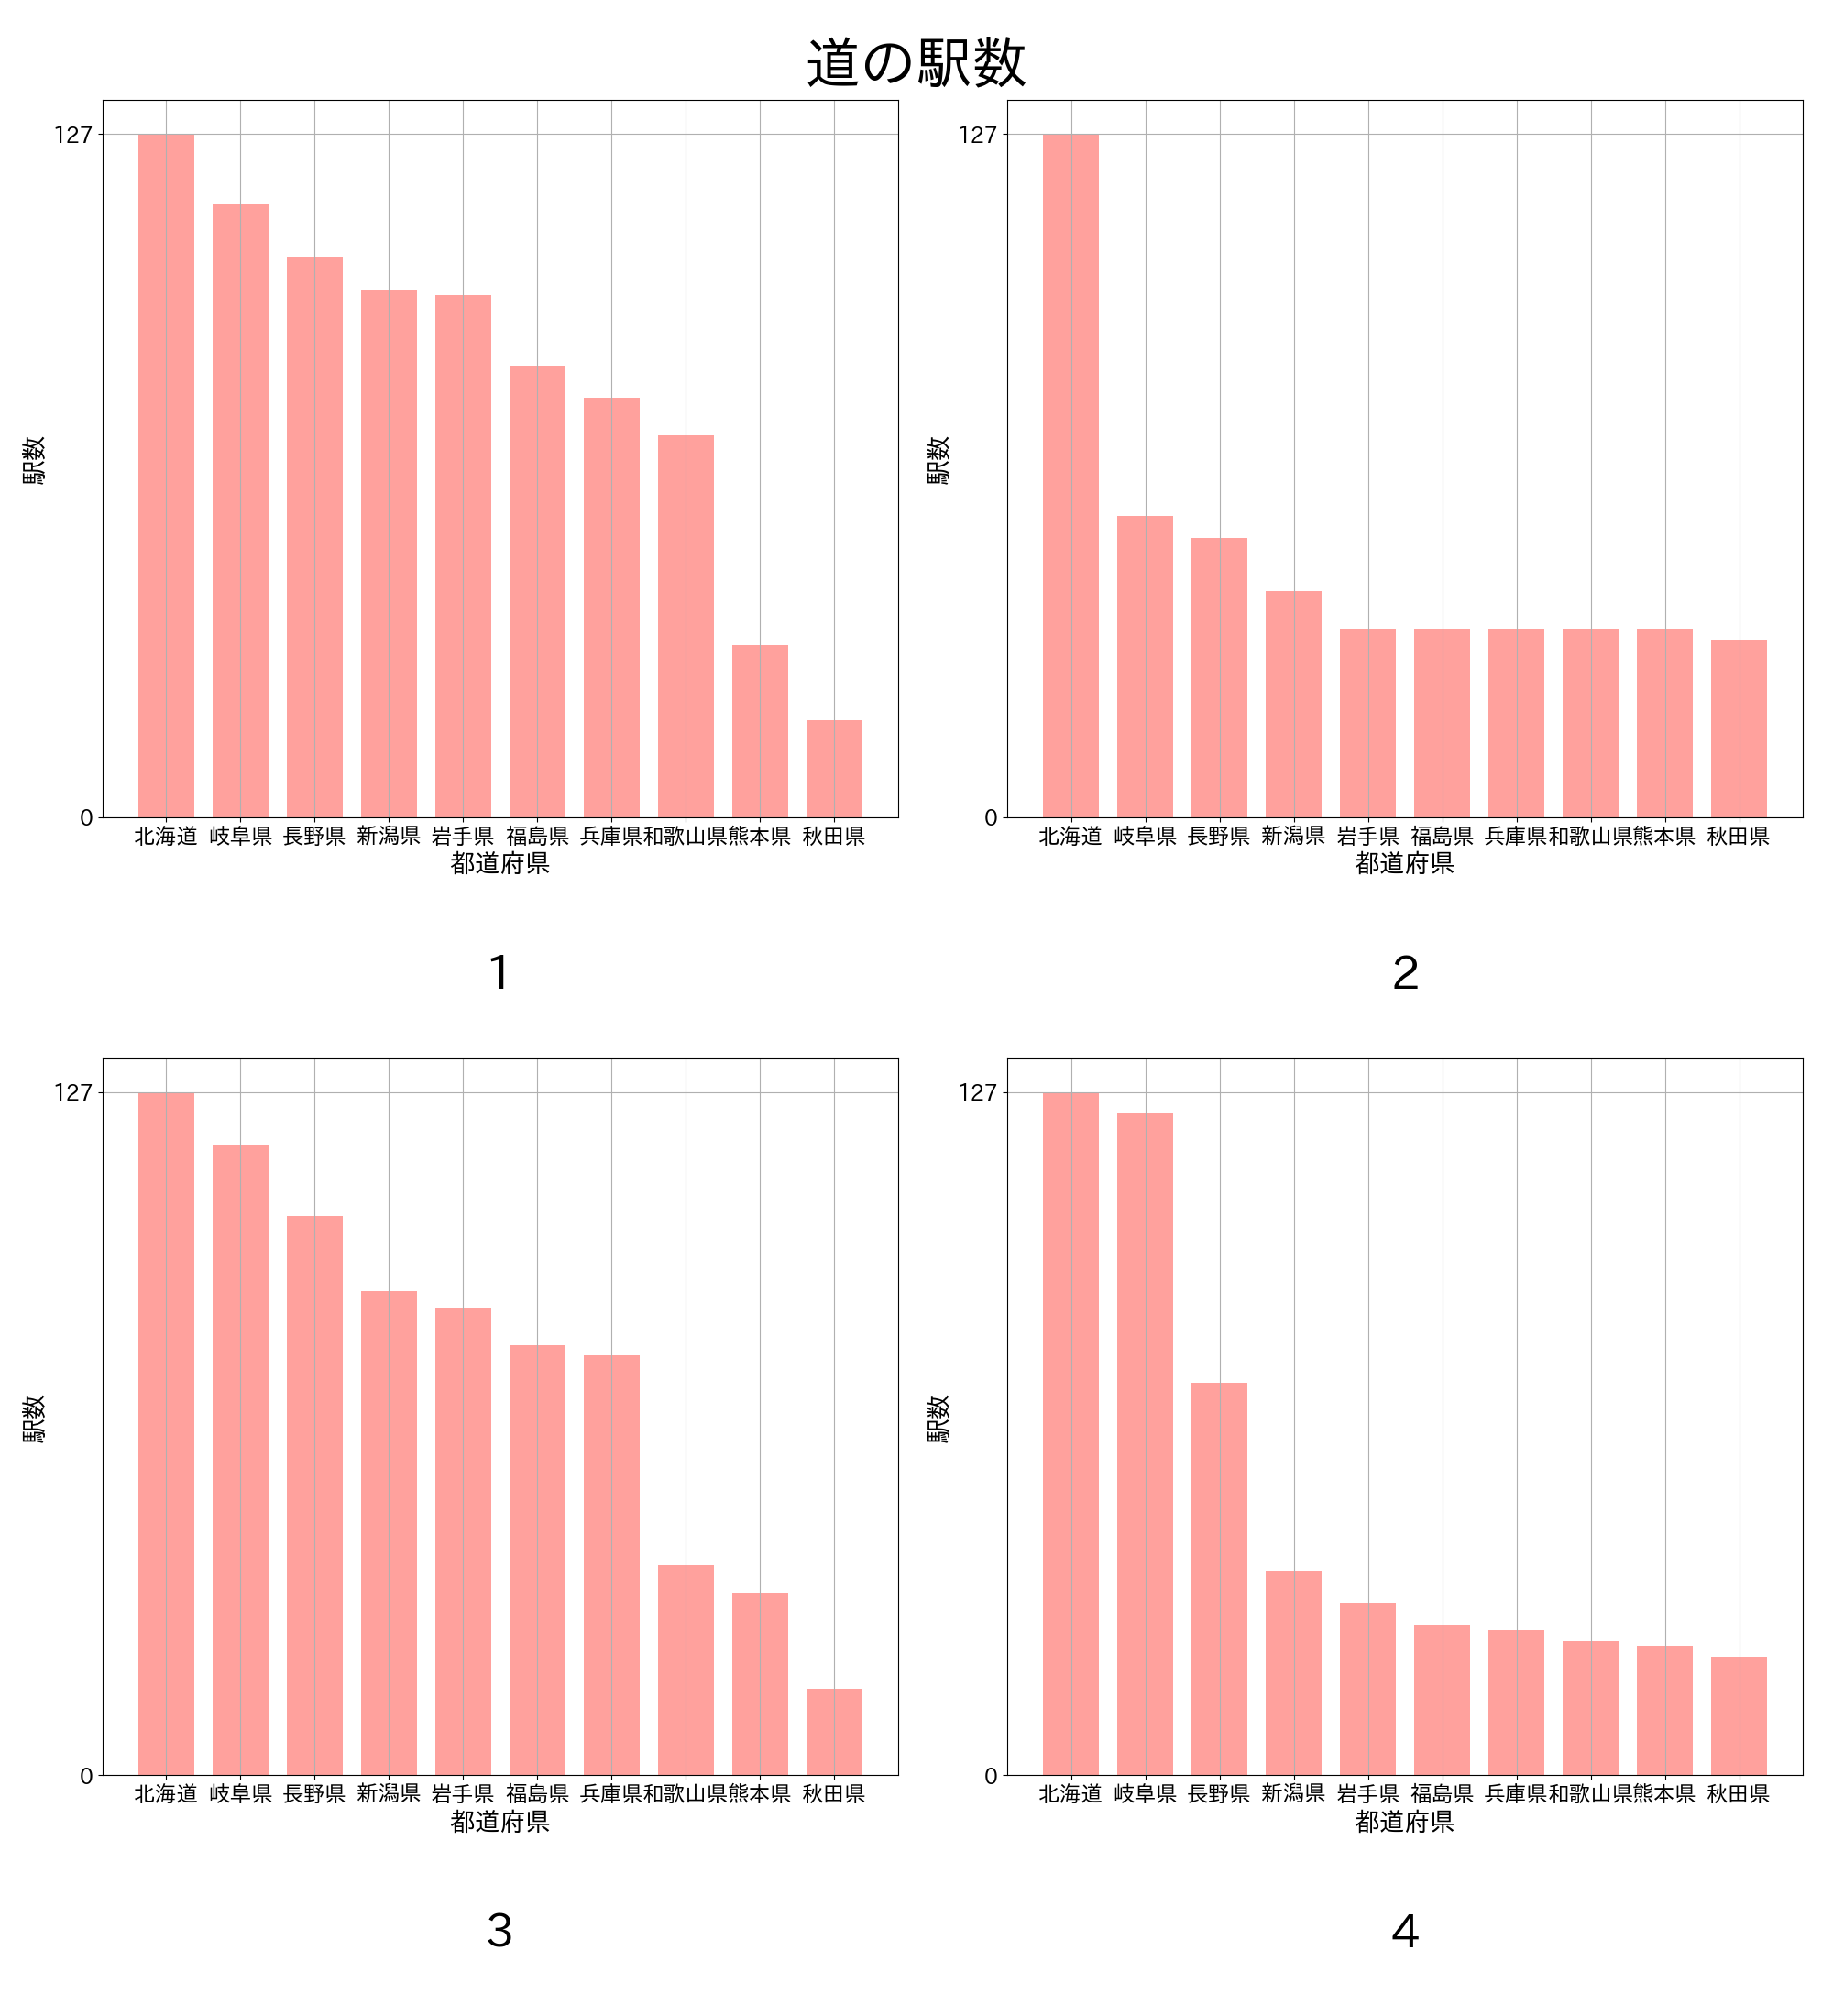 道の駅数
127
0
駅数
北海道 岐阜県 長野県 新潟県 岩手県 福島県 兵庫県 和歌山県 熊本県 秋田県
都道府県
1
127
0
駅数
北海道 岐阜県 長野県 新潟県 岩手県 福島県 兵庫県 和歌山県 熊本県 秋田県
都道府県
2
127
0
駅数
北海道 岐阜県 長野県 新潟県 岩手県 福島県 兵庫県 和歌山県 熊本県 秋田県
都道府県
3
127
0
駅数
北海道 岐阜県 長野県 新潟県 岩手県 福島県 兵庫県 和歌山県 熊本県 秋田県
都道府県
4